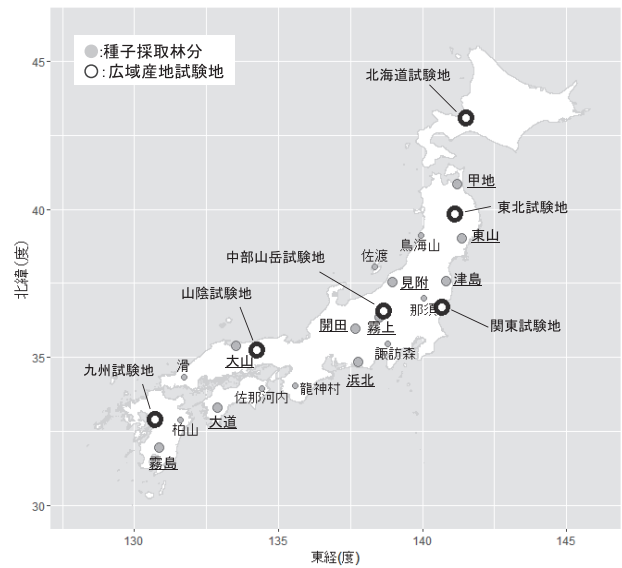 :種子採取林分
:広域産地試験地
北海道試験地
甲地
東北試験地
東山
鳥海山
佐渡
中部山岳試験地
見附
津島
山陰試験地
那須
関東試験地
開田
霧上
諏訪森
大山
浜北
九州試験地
滑
佐那河内
龍神村
大道
柏山
霧島
45
40
35
30
130
135
140
145
北緯(度)
東経(度)